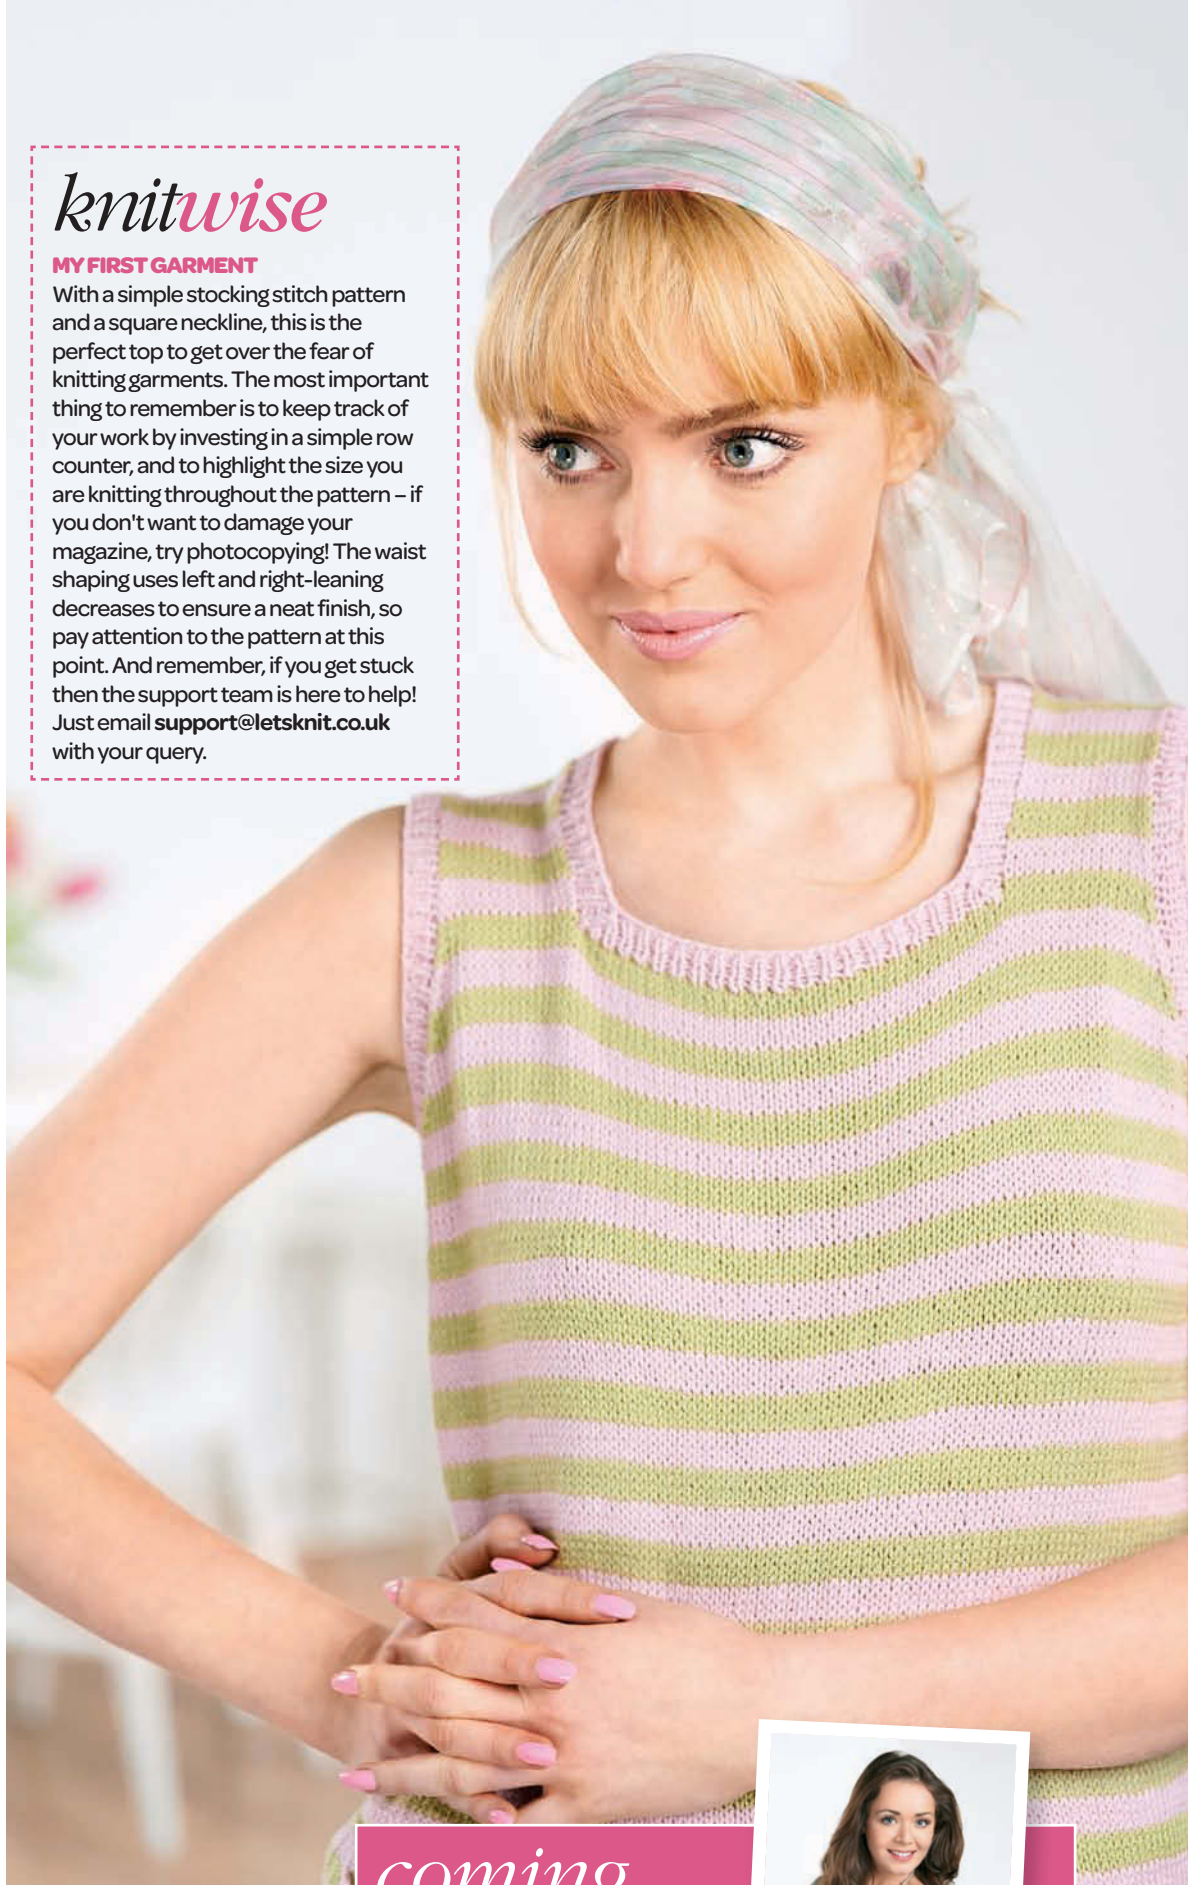 knitwise
MY FIRST GARMENT
With a simple stocking stitch pattern
and a square neckline, this is the
perfect top to get over the fear of
knitting garments. The most important
thing to remember is to keep track of
your work by investing in a simple row
counter, and to highlight the size you
are knitting throughout the pattern – if
you don't want to damage your
magazine, try photocopying! The waist
shaping uses left and right-leaning
decreases to ensure a neat finish, so
pay attention to the pattern at this
point. And remember, if you get stuck
then the support team is here to help!
Just email support@letsknit.co.uk
with your query.
coming